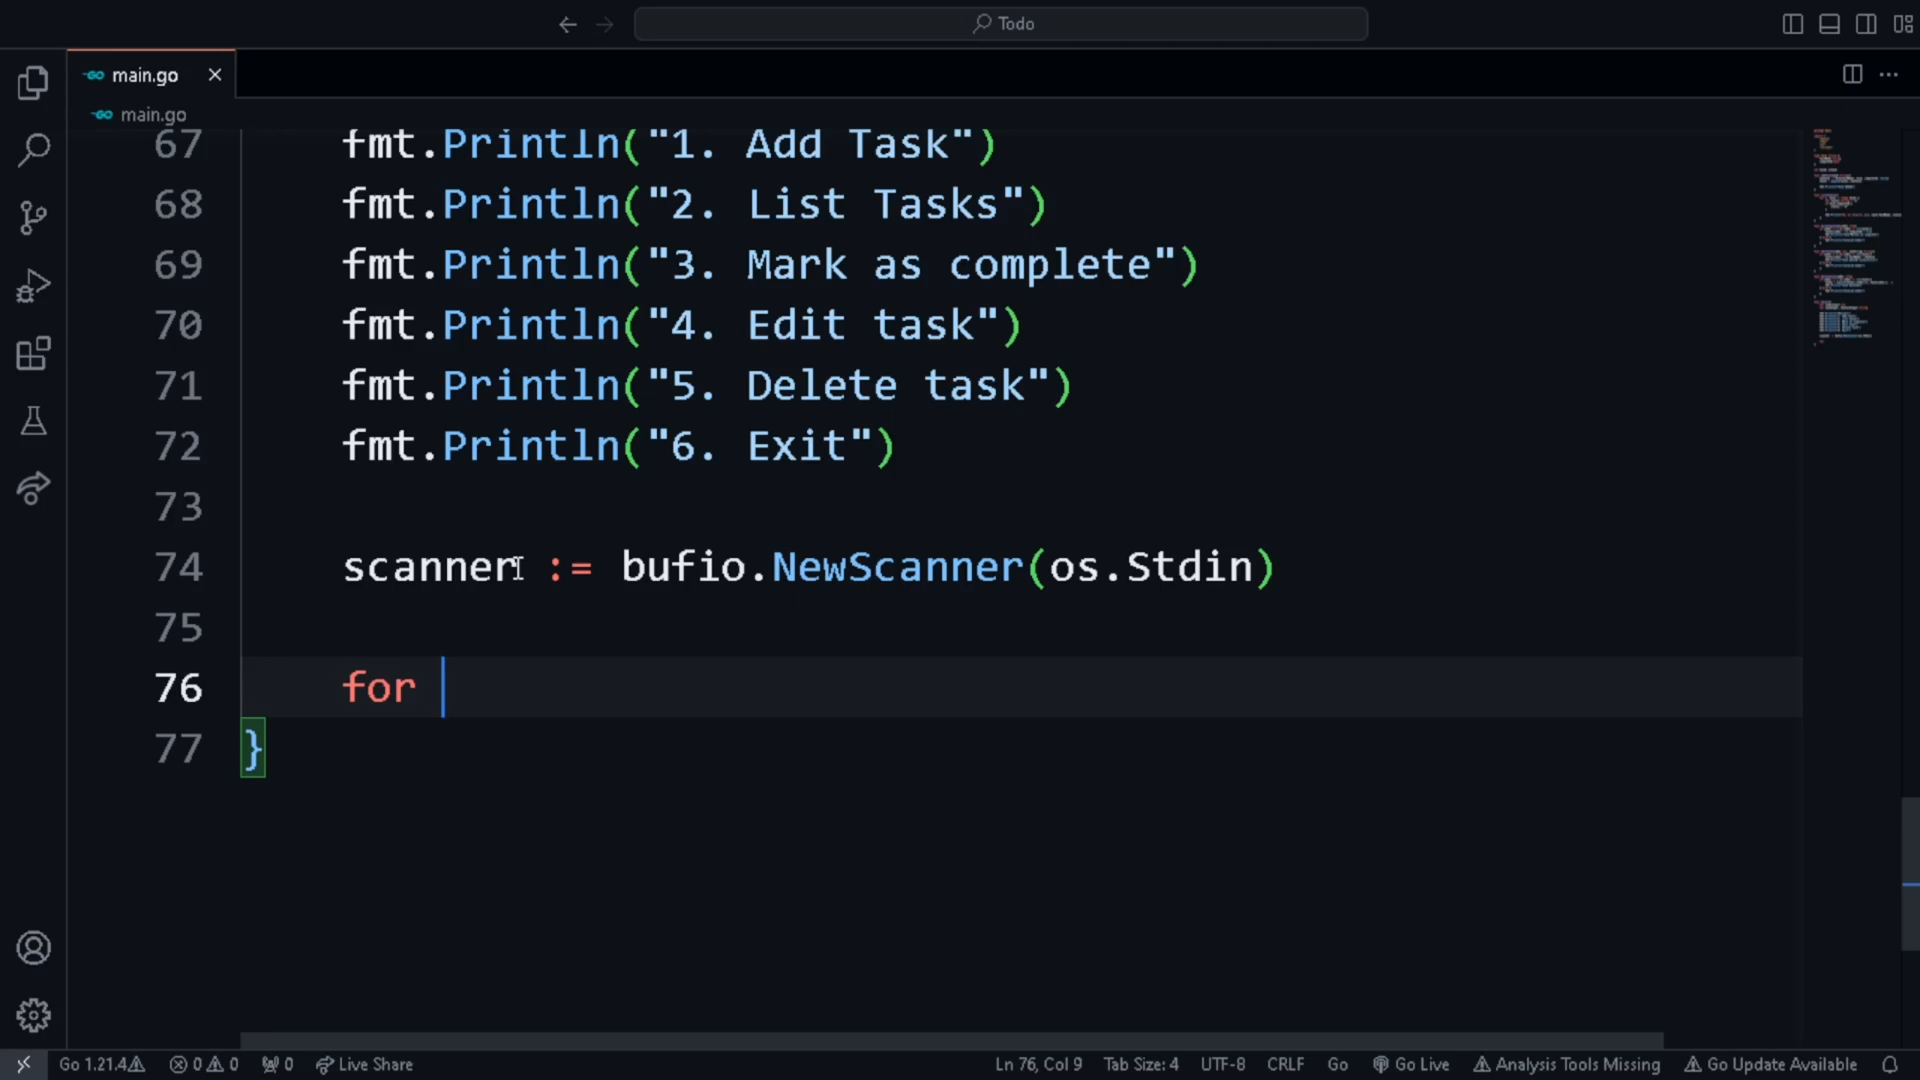 Todo
main.go
main.go
67 fmt.Println("1. Add Task")
68 fmt.Println("2. List Tasks")
69 fmt.Println("3. Mark as complete")
70 fmt.Println("4. Edit task")
71 fmt.Println("5. Delete task")
72 fmt.Println("6. Exit")
73
74 scanner := bufio.NewScanner(os.Stdin)
75
76 for
77 }
Go 1.21.4 0 0 0 Live Share Ln 76, Col 9 Tab Size: 4 UTF-8 CRLF Go Go Live Analysis Tools Missing Go Update Available